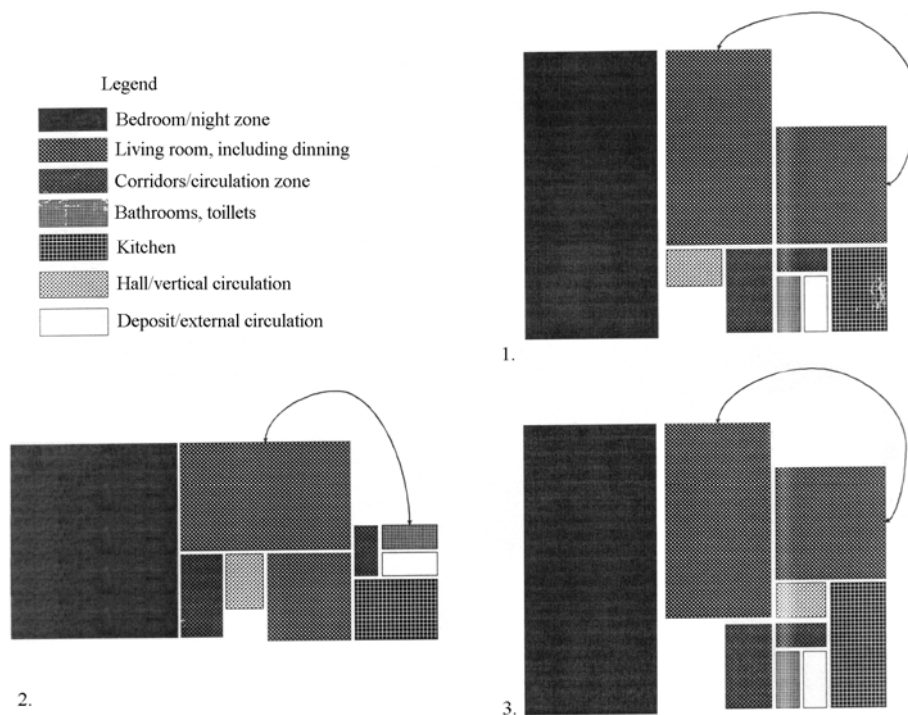 Legend
Bedroom/night zone
Living room, including dinning
Corridors/circulation zone
Bathrooms, toillets
Kitchen
Hall/vertical circulation
Deposit/external circulation
1.
2.
3.